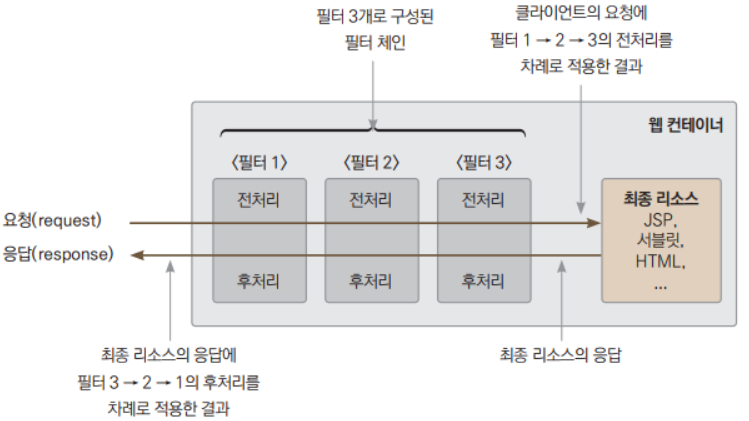 필터 3개로 구성된
필터 체인
클라이언트의 요청에
필터 1 → 2 → 3의 전처리를
차례로 적용한 결과
웹 컨테이너
〈필터 1〉 〈필터 2〉 〈필터 3〉
전처리 전처리 전처리
최종 리소스
JSP,
서블릿,
HTML,
...
요청(request)
응답(response)
후처리 후처리 후처리
최종 리소스의 응답에
필터 3 → 2 → 1의 후처리를
차례로 적용한 결과
최종 리소스의 응답